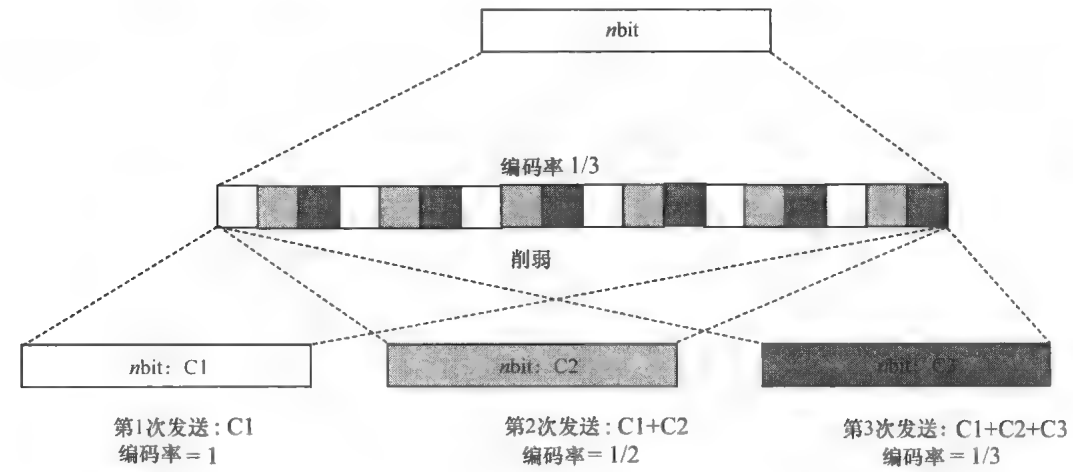 nbit
编码率 1/3
削弱
nbit: C1
nbit: C2
nbit: C3
第1次发送: C1
编码率 = 1
第2次发送: C1+C2
编码率 = 1/2
第3次发送: C1+C2+C3
编码率 = 1/3